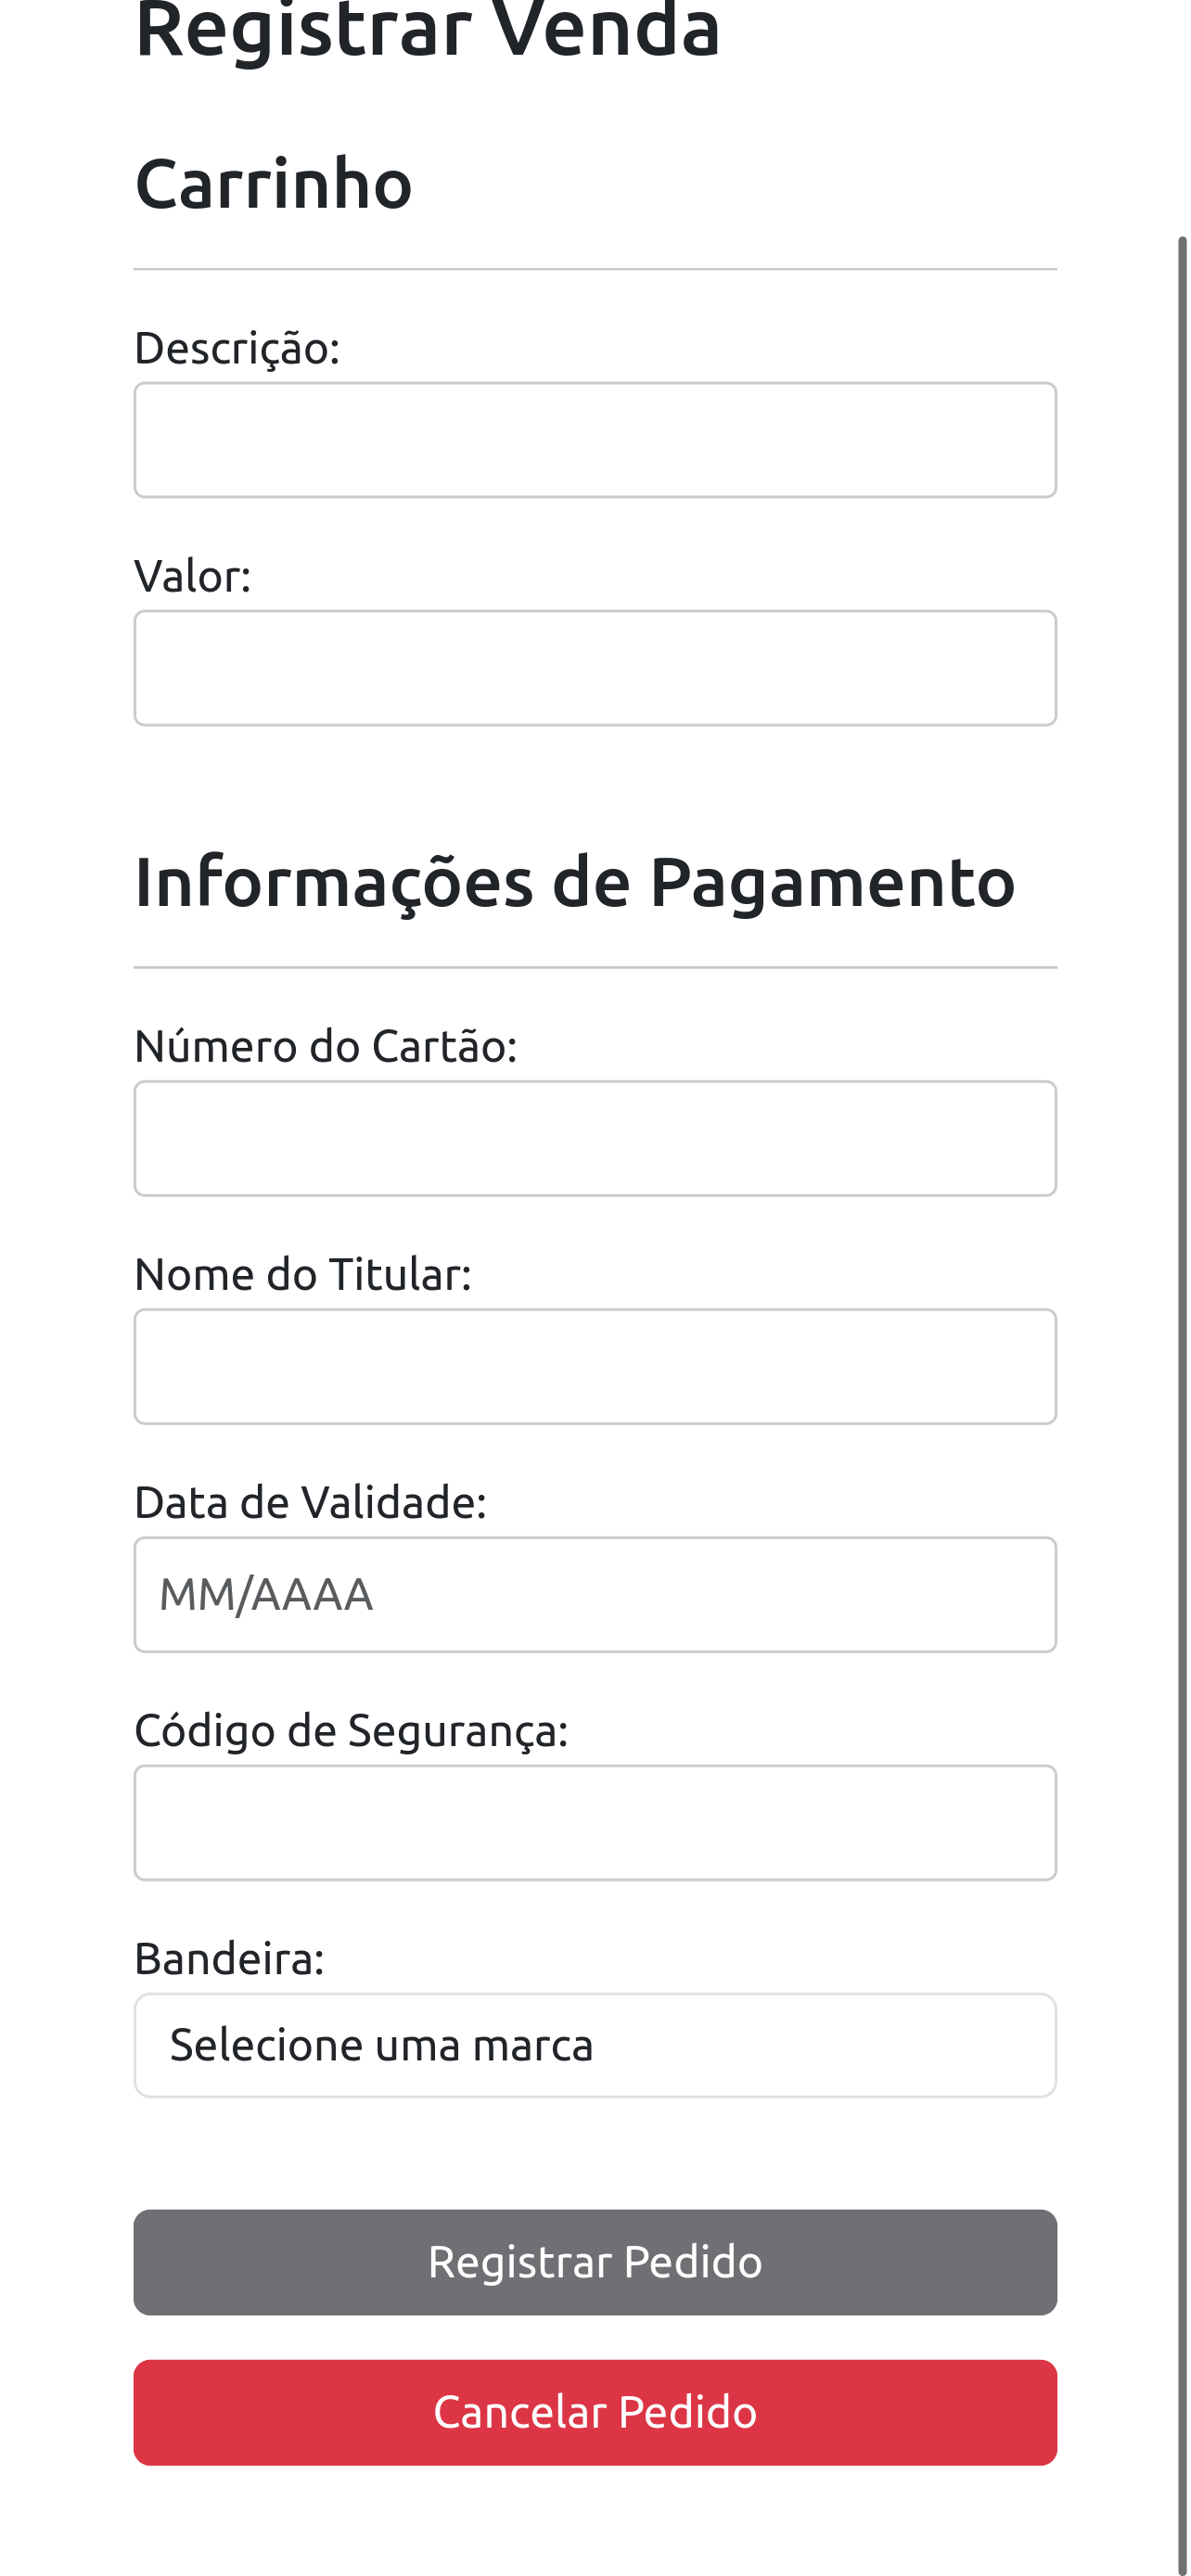 Registrar Venda
Carrinho
Descrição:
Valor:
Informações de Pagamento
Número do Cartão:
Nome do Titular:
Data de Validade:
MM/AAAA
Código de Segurança:
Bandeira:
Selecione uma marca
Registrar Pedido
Cancelar Pedido